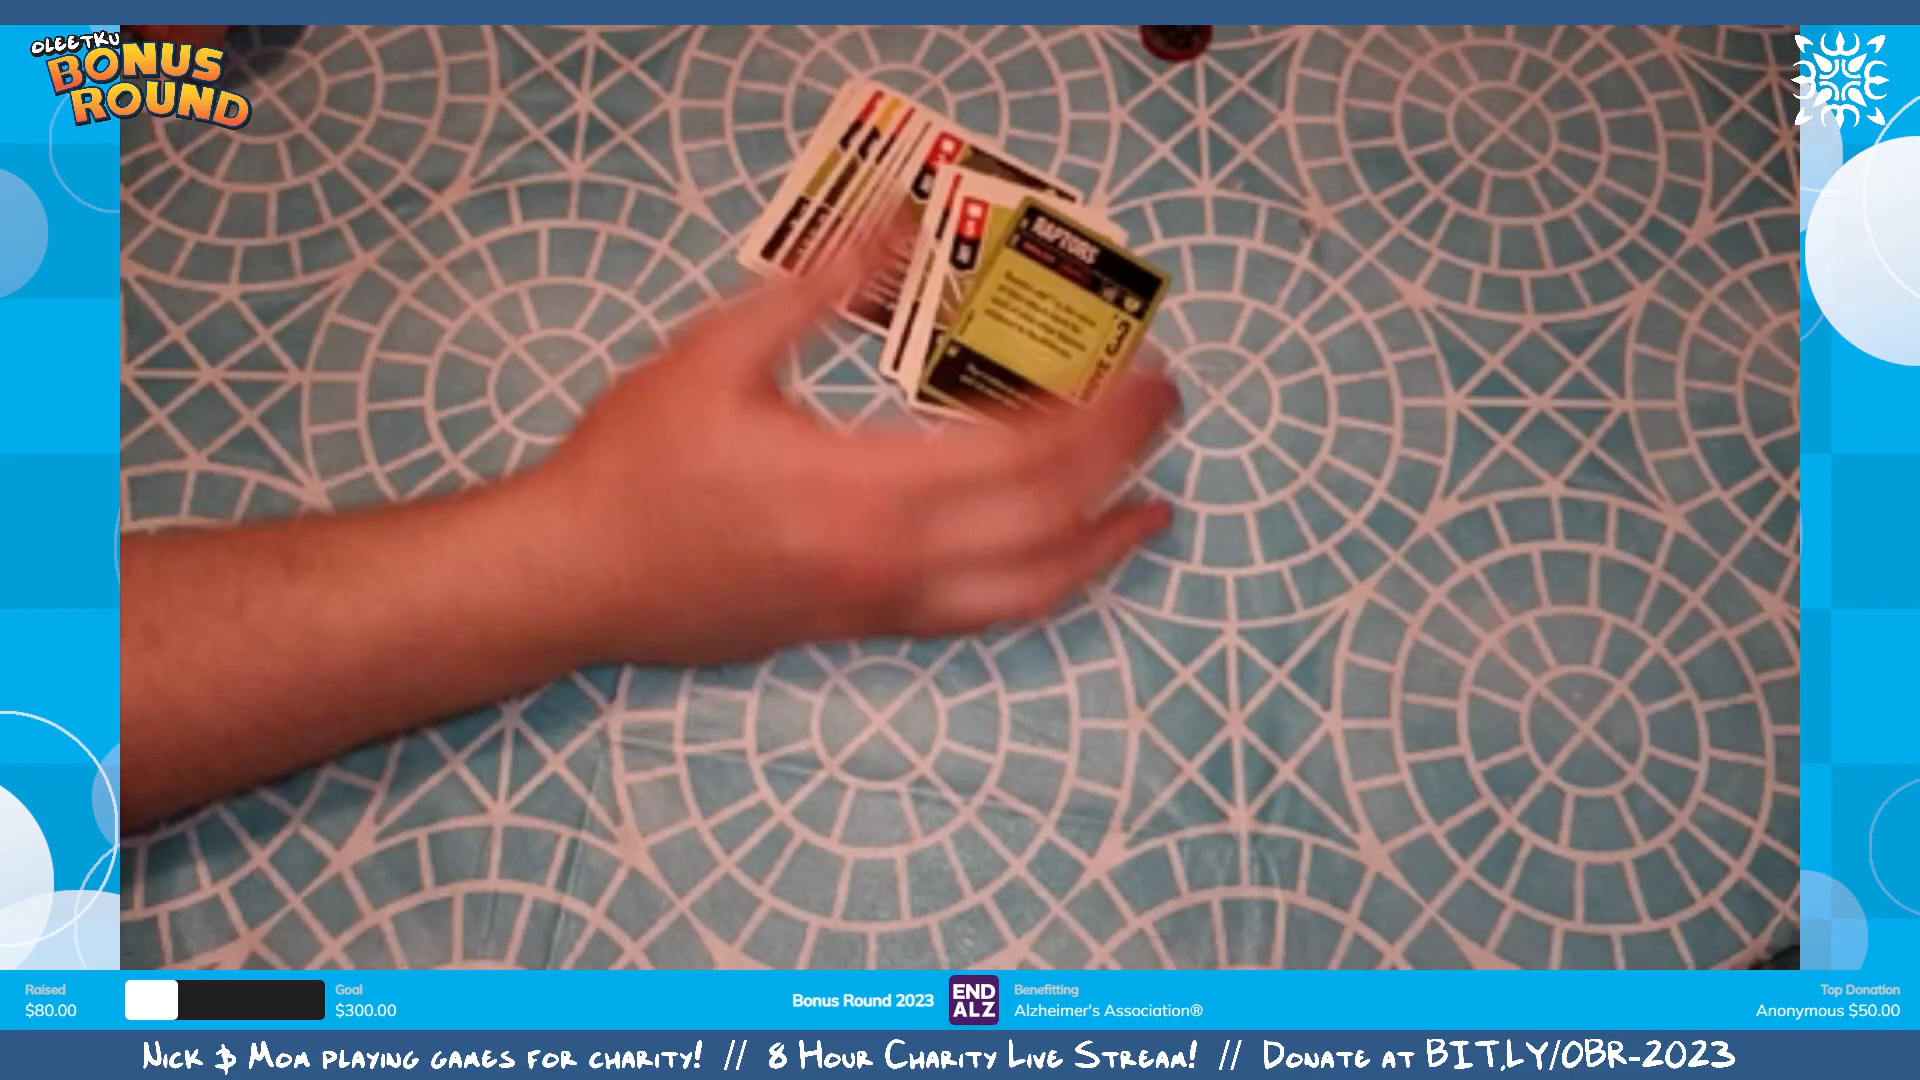 OLEETKU
BONUS
ROUND
RAPTORS
Raised
$80.00
Goal
$300.00
Bonus Round 2023
END
ALZ
Benefitting
Alzheimer's Association®
Top Donation
Anonymous $50.00
Nick & Mom playing games for charity! // 8 Hour Charity Live Stream! // Donate at BIT.LY/OBR-2023